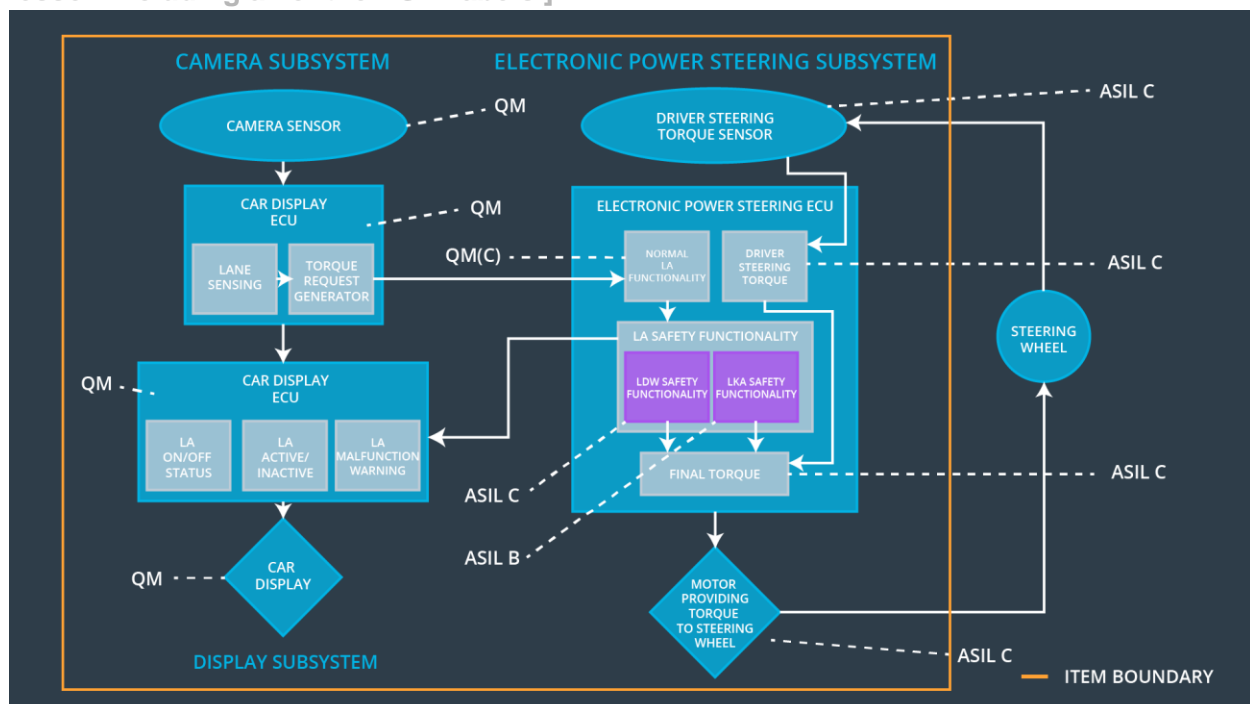 CAMERA SUBSYSTEM
ELECTRONIC POWER STEERING SUBSYSTEM
CAMERA SENSOR
QM
DRIVER STEERING
TORQUE SENSOR
ASIL C
CAR DISPLAY
ECU
QM
LANE
SENSING
TORQUE
REQUEST
GENERATOR
ELECTRONIC POWER STEERING ECU
QM(C)
NORMAL
LA
FUNCTIONALITY
DRIVER
STEERING
TORQUE
ASIL C
LA SAFETY FUNCTIONALITY
LDW SAFETY
FUNCTIONALITY
LKA SAFETY
FUNCTIONALITY
STEERING
WHEEL
QM
CAR DISPLAY
ECU
LA
ON/OFF
STATUS
LA
ACTIVE/
INACTIVE
LA
MALFUNCTION
WARNING
FINAL TORQUE
ASIL C
ASIL C
ASIL B
QM
CAR
DISPLAY
MOTOR
PROVIDING
TORQUE
TO STEERING
WHEEL
ASIL C
DISPLAY SUBSYSTEM
ITEM BOUNDARY